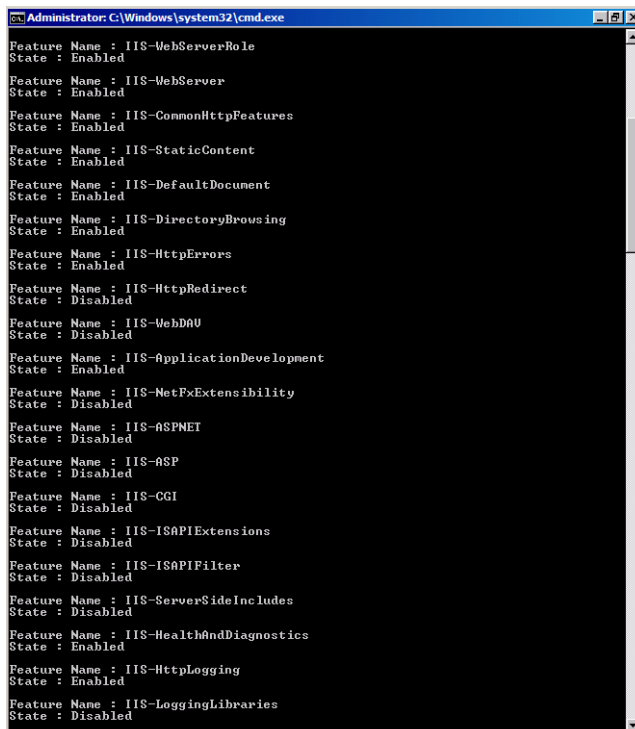 Administrator: C:\Windows\system32\cmd.exe
Feature Name : IIS-WebServerRole
State : Enabled
Feature Name : IIS-WebServer
State : Enabled
Feature Name : IIS-CommonHttpFeatures
State : Enabled
Feature Name : IIS-StaticContent
State : Enabled
Feature Name : IIS-DefaultDocument
State : Enabled
Feature Name : IIS-DirectoryBrowsing
State : Enabled
Feature Name : IIS-HttpErrors
State : Enabled
Feature Name : IIS-HttpRedirect
State : Disabled
Feature Name : IIS-WebDAV
State : Disabled
Feature Name : IIS-ApplicationDevelopment
State : Enabled
Feature Name : IIS-NetFxExtensibility
State : Disabled
Feature Name : IIS-ASPNET
State : Disabled
Feature Name : IIS-ASP
State : Disabled
Feature Name : IIS-CGI
State : Disabled
Feature Name : IIS-ISAPIExtensions
State : Disabled
Feature Name : IIS-ISAPIFilter
State : Disabled
Feature Name : IIS-ServerSideIncludes
State : Disabled
Feature Name : IIS-HealthAndDiagnostics
State : Enabled
Feature Name : IIS-HttpLogging
State : Enabled
Feature Name : IIS-LoggingLibraries
State : Disabled